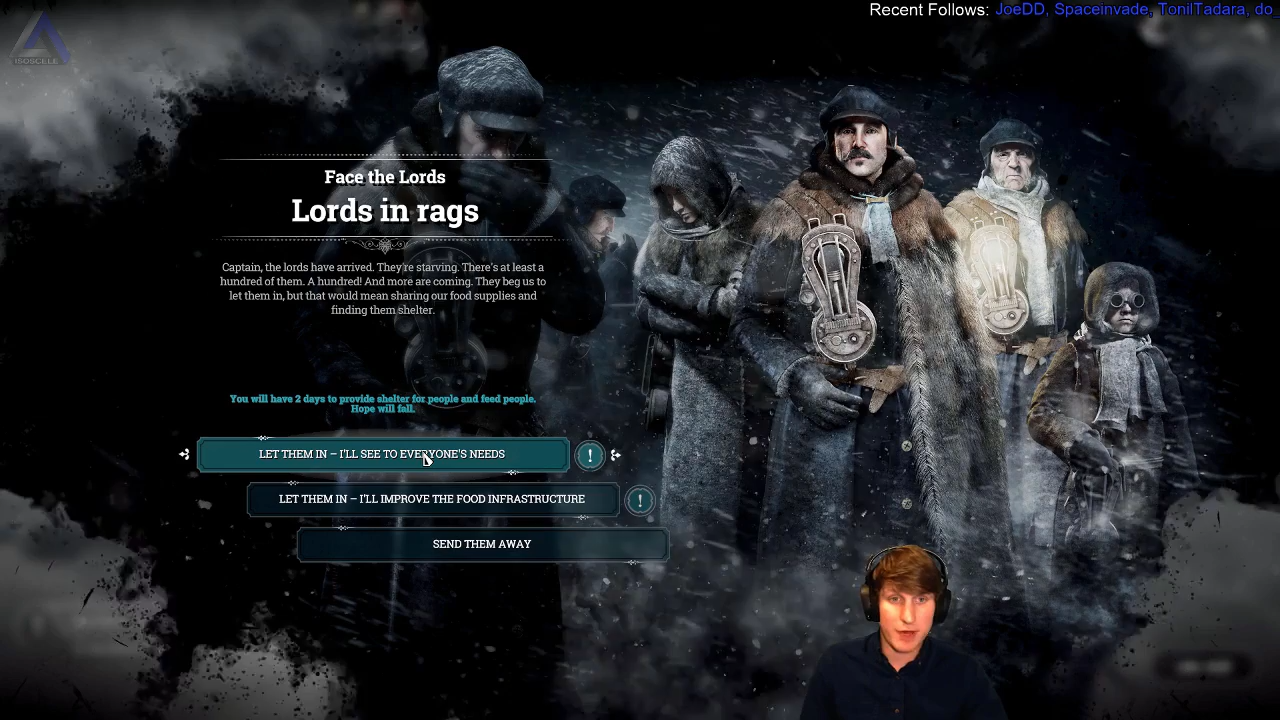 Recent Follows: JoeDD, Spaceinvade, TonilTadara, do
ISOSCELE
Face the Lords
Lords in rags
Captain, the lords have arrived. They're starving. There's at least a
hundred of them. A hundred! And more are coming. They beg us to
let them in, but that would mean sharing our food supplies and
finding them shelter.
You will have 2 days to provide shelter for people and feed people.
Hope will fall.
LET THEM IN – I'LL SEE TO EVERYONE'S NEEDS
!
LET THEM IN – I'LL IMPROVE THE FOOD INFRASTRUCTURE
!
SEND THEM AWAY